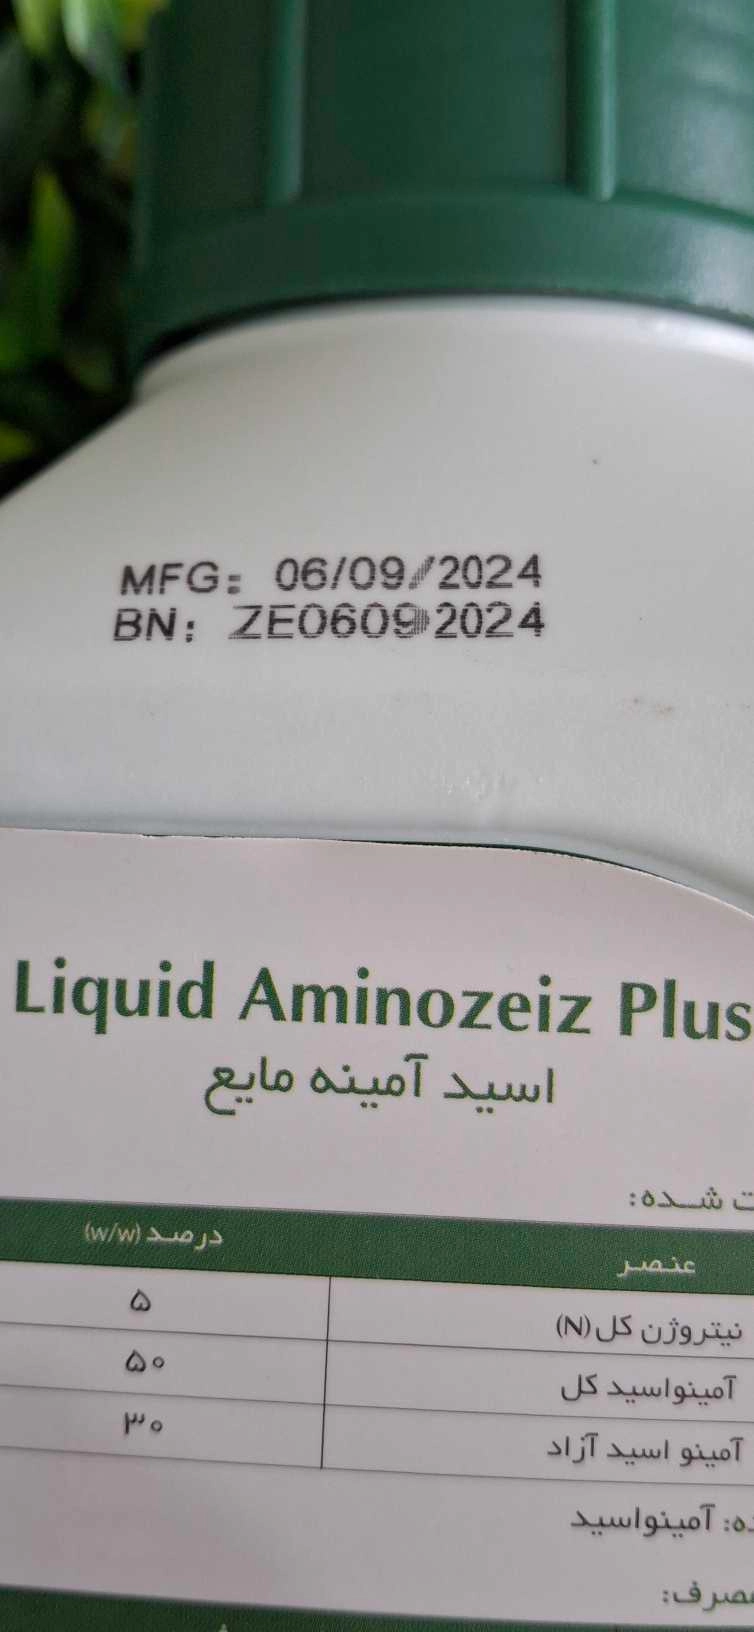 MFG: 06/09/2024
BN: ZE06092024
Liquid Aminozeiz Plus
اسید آمینه مایع
شده:
عنصر درصد (w/w)
نیتروژن کل (N) ۵
آمینواسید کل ۵۰
آمینو اسید آزاد ۳۰
آمینواسید